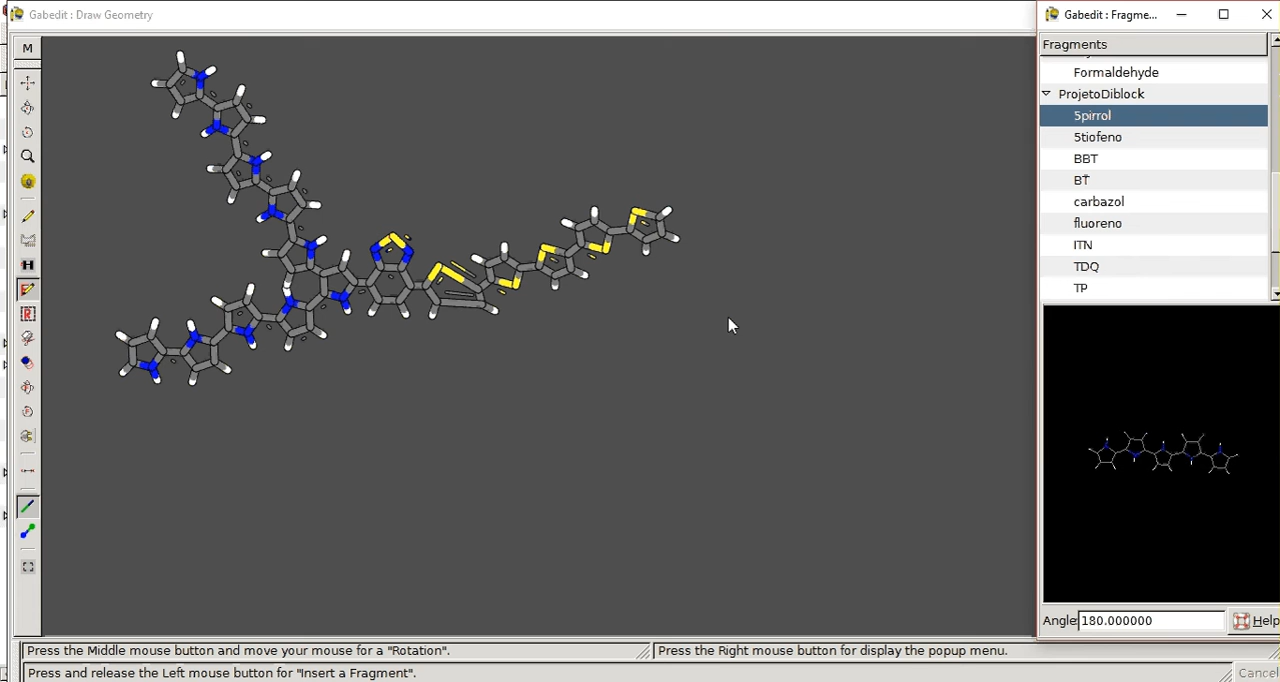 Gabedit : Draw Geometry
M
Press the Middle mouse button and move your mouse for a "Rotation".
Press the Right mouse button for display the popup menu.
Press and release the Left mouse button for "Insert a Fragment".
Cancel
Gabedit : Fragme...
Fragments
Formaldehyde
ProjetoDiblock
5pirrol
5tiofeno
BBT
BT
carbazol
fluoreno
ITN
TDQ
TP
Angle 180.000000 Help